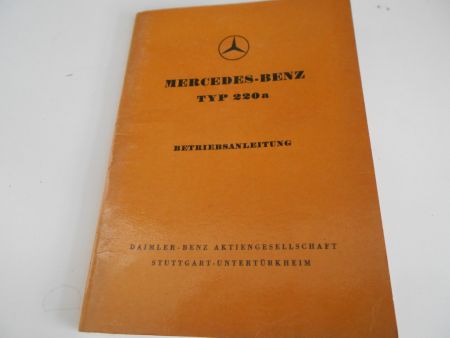 MERCEDES-BENZ
TYP 220a
BETRIEBSANLEITUNG
DAIMLER-BENZ AKTIENGESELLSCHAFT
STUTTGART-UNTERTÜRKHEIM